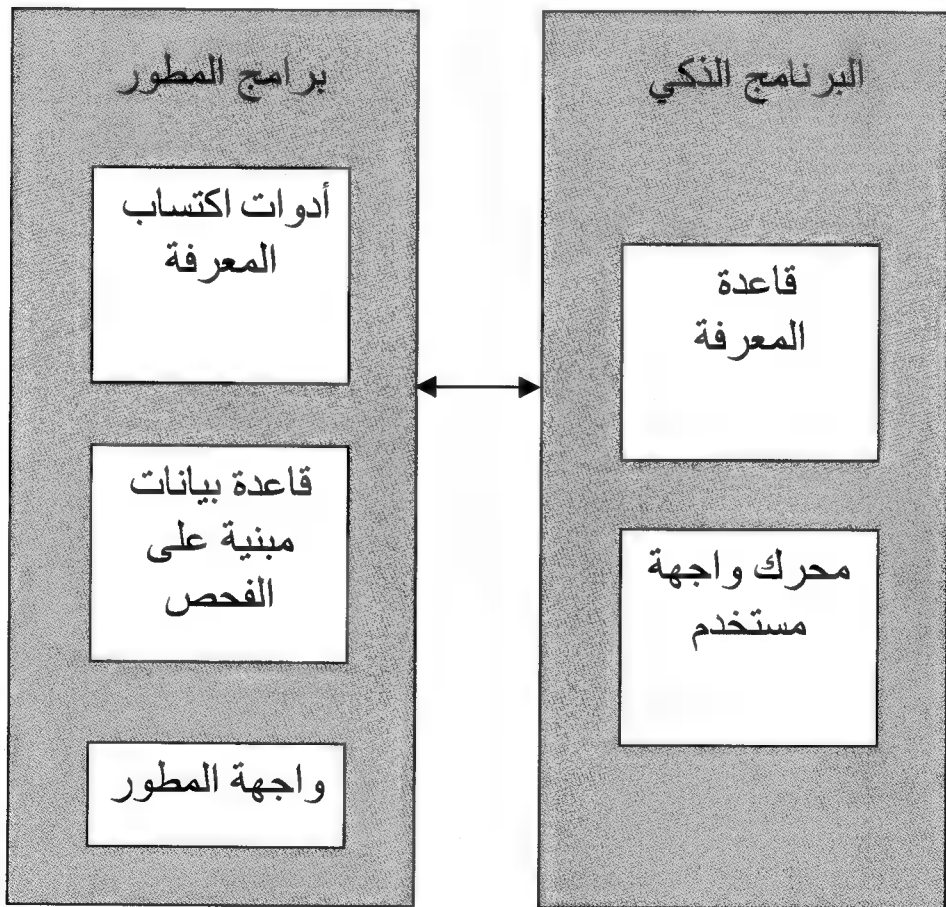 البرنامج الذكي
قاعدة
المعرفة
محرك واجهة
مستخدم
برامج المطور
أدوات اكتساب
المعرفة
قاعدة بيانات
مبنية على
الفحص
واجهة المطور